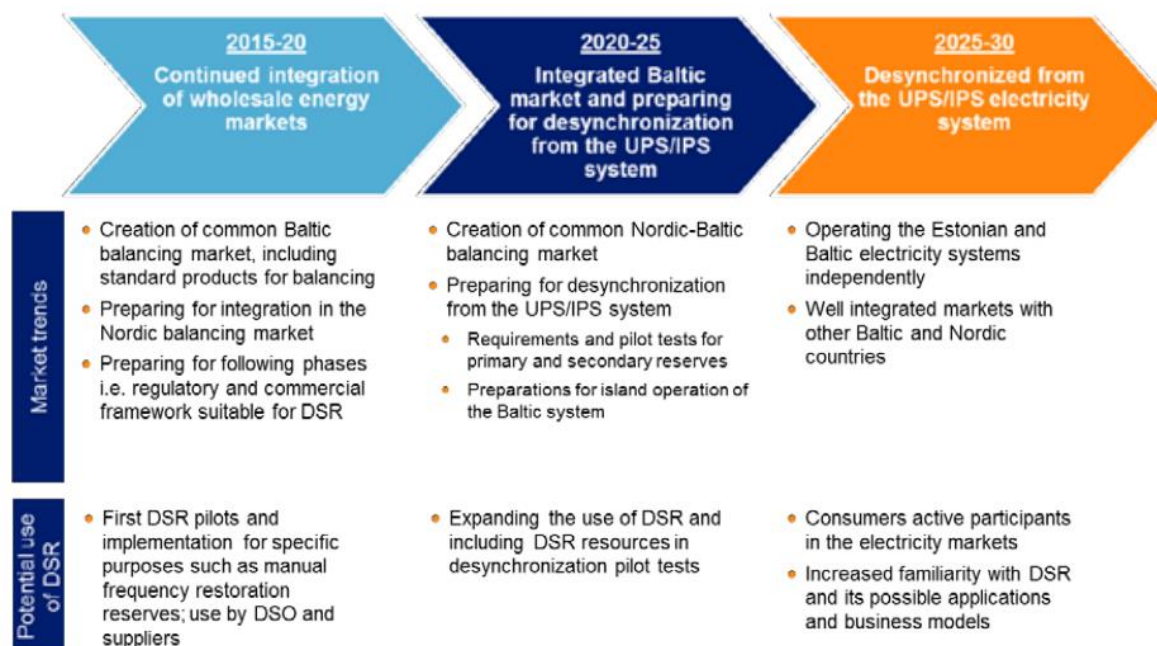 2015-20
Continued integration
of wholesale energy
markets
2020-25
Integrated Baltic
market and preparing
for desynchronization
from the UPS/IPS
system
2025-30
Desynchronized from
the UPS/IPS electricity
system
Market trends
• Creation of common Baltic
balancing market, including
standard products for balancing
• Preparing for integration in the
Nordic balancing market
• Preparing for following phases
i.e. regulatory and commercial
framework suitable for DSR
• Creation of common Nordic-Baltic
balancing market
• Preparing for desynchronization
from the UPS/IPS system
• Requirements and pilot tests for
primary and secondary reserves
• Preparations for island operation of
the Baltic system
• Operating the Estonian and
Baltic electricity systems
independently
• Well integrated markets with
other Baltic and Nordic
countries
Potential use
of DSR
• First DSR pilots and
implementation for specific
purposes such as manual
frequency restoration
reserves; use by DSO and
suppliers
• Expanding the use of DSR and
including DSR resources in
desynchronization pilot tests
• Consumers active participants
in the electricity markets
• Increased familiarity with DSR
and its possible applications
and business models